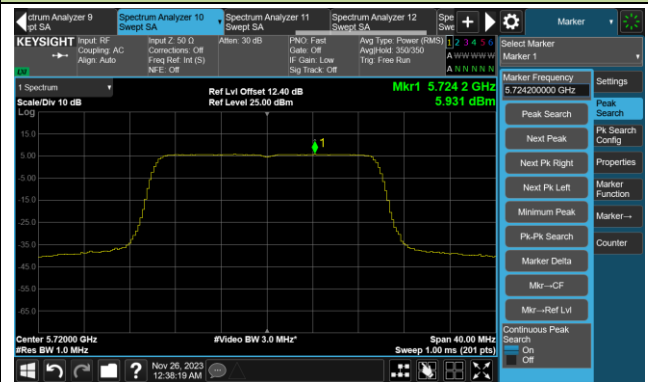 ctrum Analyzer 9
ept SA
Spectrum Analyzer 10
Swept SA
Spectrum Analyzer 11
Swept SA
Spectrum Analyzer 12
Swept SA
Spe
Swe
Marker
KEYSIGHT
Input: RF
Coupling: AC
Align: Auto
Input Z: 50 Ω
Corrections: Off
Freq Ref: Int (S)
NFE: Off
Atten: 30 dB
PNO: Fast
Gate: Off
IF Gain: Low
Sig Track: Off
Avg Type: Power (RMS)
Avg|Hold: 350/350
Trig: Free Run
1 2 3 4 5 6
A W W W W W
A N N N N N
LW
Select Marker
Marker 1
1 Spectrum
Scale/Div 10 dB
Log
Ref Lvl Offset 12.40 dB
Ref Level 25.00 dBm
Mkr1 5.724 2 GHz
5.931 dBm
15.0
5.00
-5.00
-15.0
-25.0
-35.0
-45.0
-55.0
-65.0
1
Center 5.72000 GHz
#Res BW 1.0 MHz
#Video BW 3.0 MHz*
Span 40.00 MHz
Sweep 1.00 ms (201 pts)
Marker Frequency
5.724200000 GHz
Peak Search
Next Peak
Next Pk Right
Next Pk Left
Minimum Peak
Pk-Pk Search
Marker Delta
Mkr→CF
Mkr→Ref Lvl
Continuous Peak
Search
On
Off
Settings
Peak
Search
Pk Search
Config
Properties
Marker
Function
Marker→
Counter
?
Nov 26, 2023
12:38:19 AM